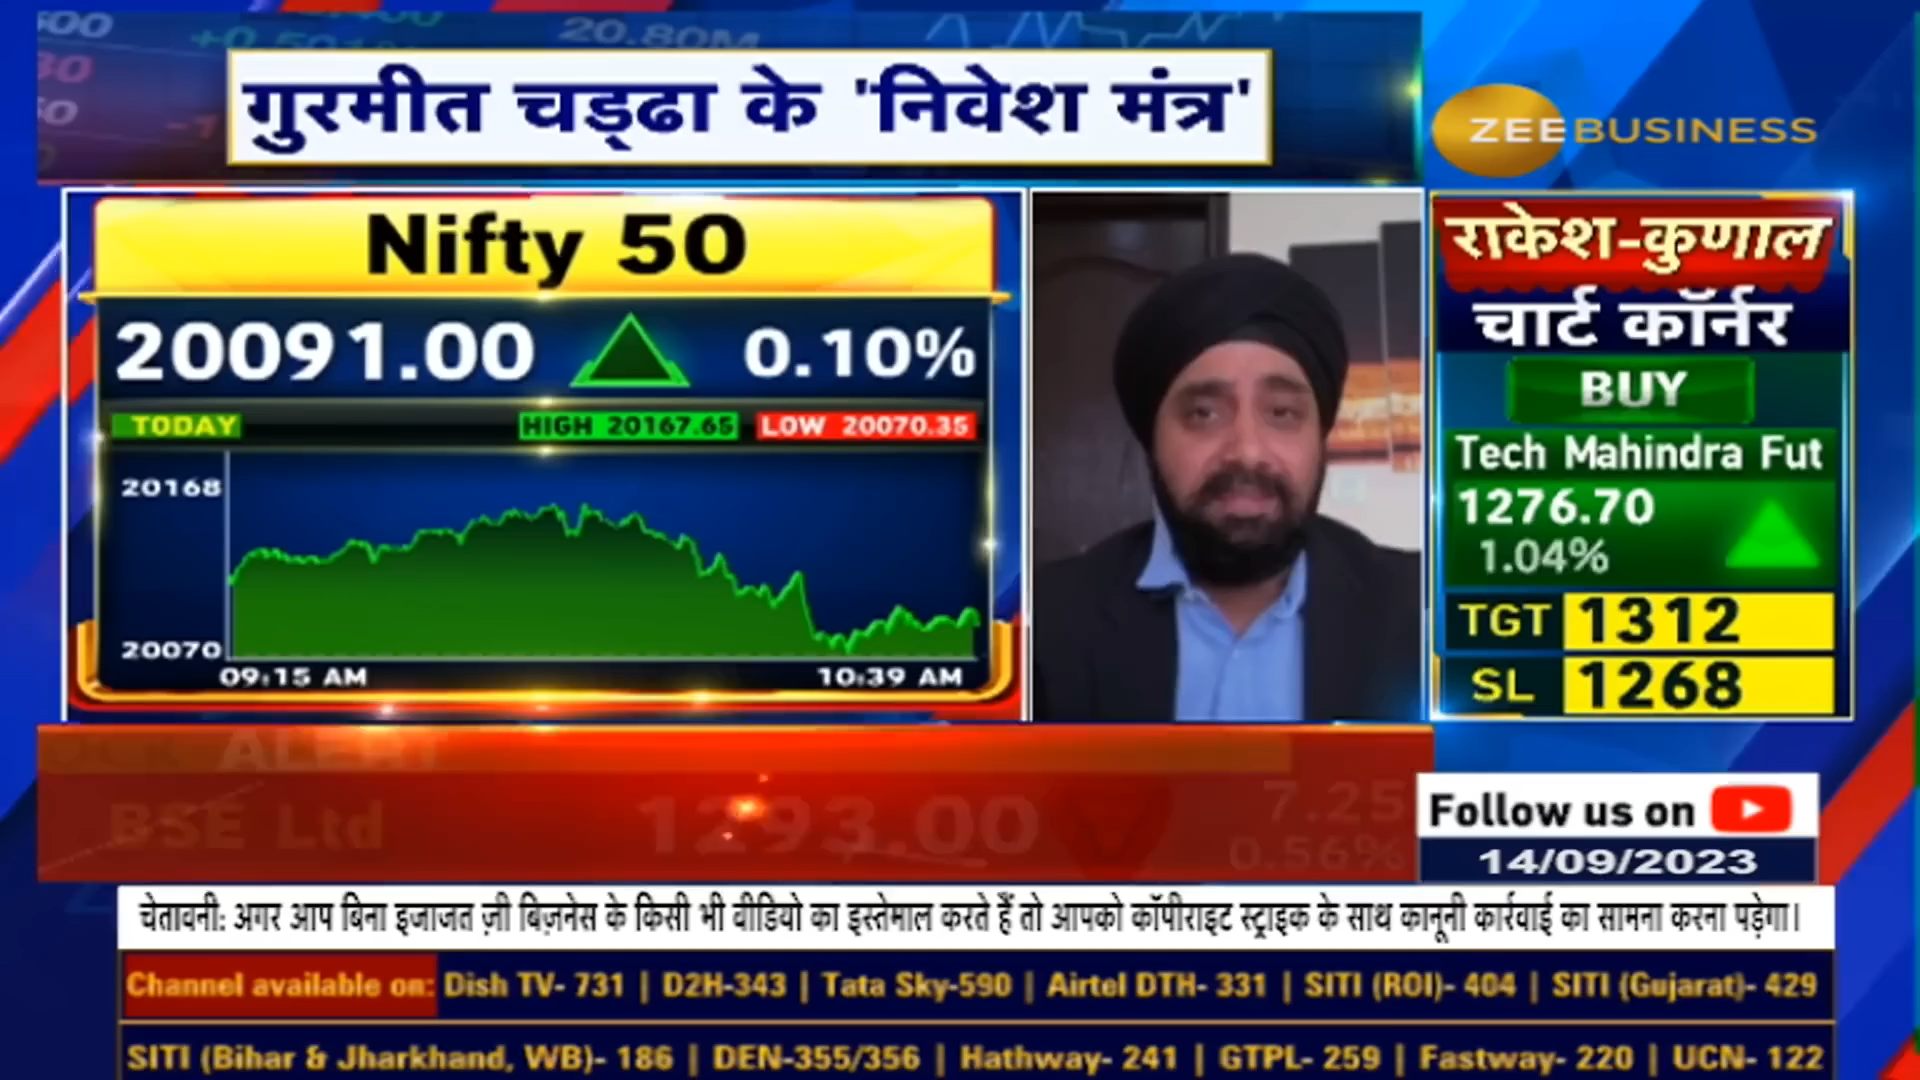 गुरमीत चड्ढा के 'निवेश मंत्र'
ZEEBUSINESS
Nifty 50
20091.00 0.10%
TODAY HIGH 20167.65 LOW 20070.35
20168
20070
09:15 AM 10:39 AM
राकेश-कुणाल
चार्ट कॉर्नर
BUY
Tech Mahindra Fut
1276.70
1.04%
TGT 1312
SL 1268
ALERT
BSE Ltd 1293.00 7.25
0.56%
Follow us on
14/09/2023
चेतावनी: अगर आप बिना इजाजत ज़ी बिज़नेस के किसी भी वीडियो का इस्तेमाल करते हैं तो आपको कॉपीराइट स्ट्राइक के साथ कानूनी कार्रवाई का सामना करना पड़ेगा।
Channel available on: Dish TV- 731 | D2H-343 | Tata Sky-590 | Airtel DTH- 331 | SITI (ROI)- 404 | SITI (Gujarat)- 429
SITI (Bihar & Jharkhand, WB)- 186 | DEN-355/356 | Hathway- 241 | GTPL- 259 | Fastway- 220 | UCN- 122